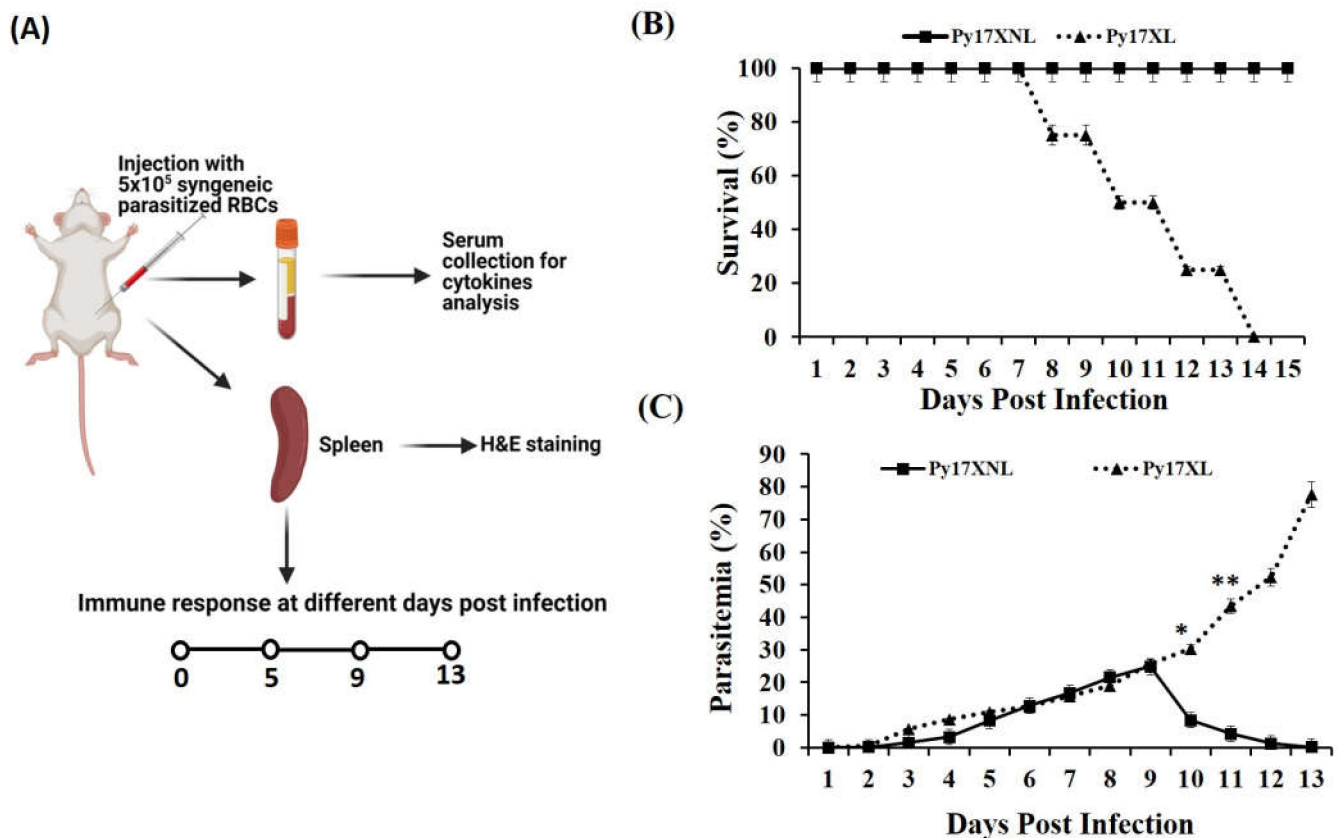 (A)
Injection with
5x10⁵ syngeneic
parasitized RBCs
Serum
collection for
cytokines
analysis
Spleen
H&E staining
Immune response at different days post infection
0 5 9 13
(B)
Py17XNL Py17XL
Survival (%)
100
80
60
40
20
0
1 2 3 4 5 6 7 8 9 10 11 12 13 14 15
Days Post Infection
(C)
Py17XNL Py17XL
Parasitemia (%)
90
80
70
60
50
40
30
20
10
0
**
*
1 2 3 4 5 6 7 8 9 10 11 12 13
Days Post Infection